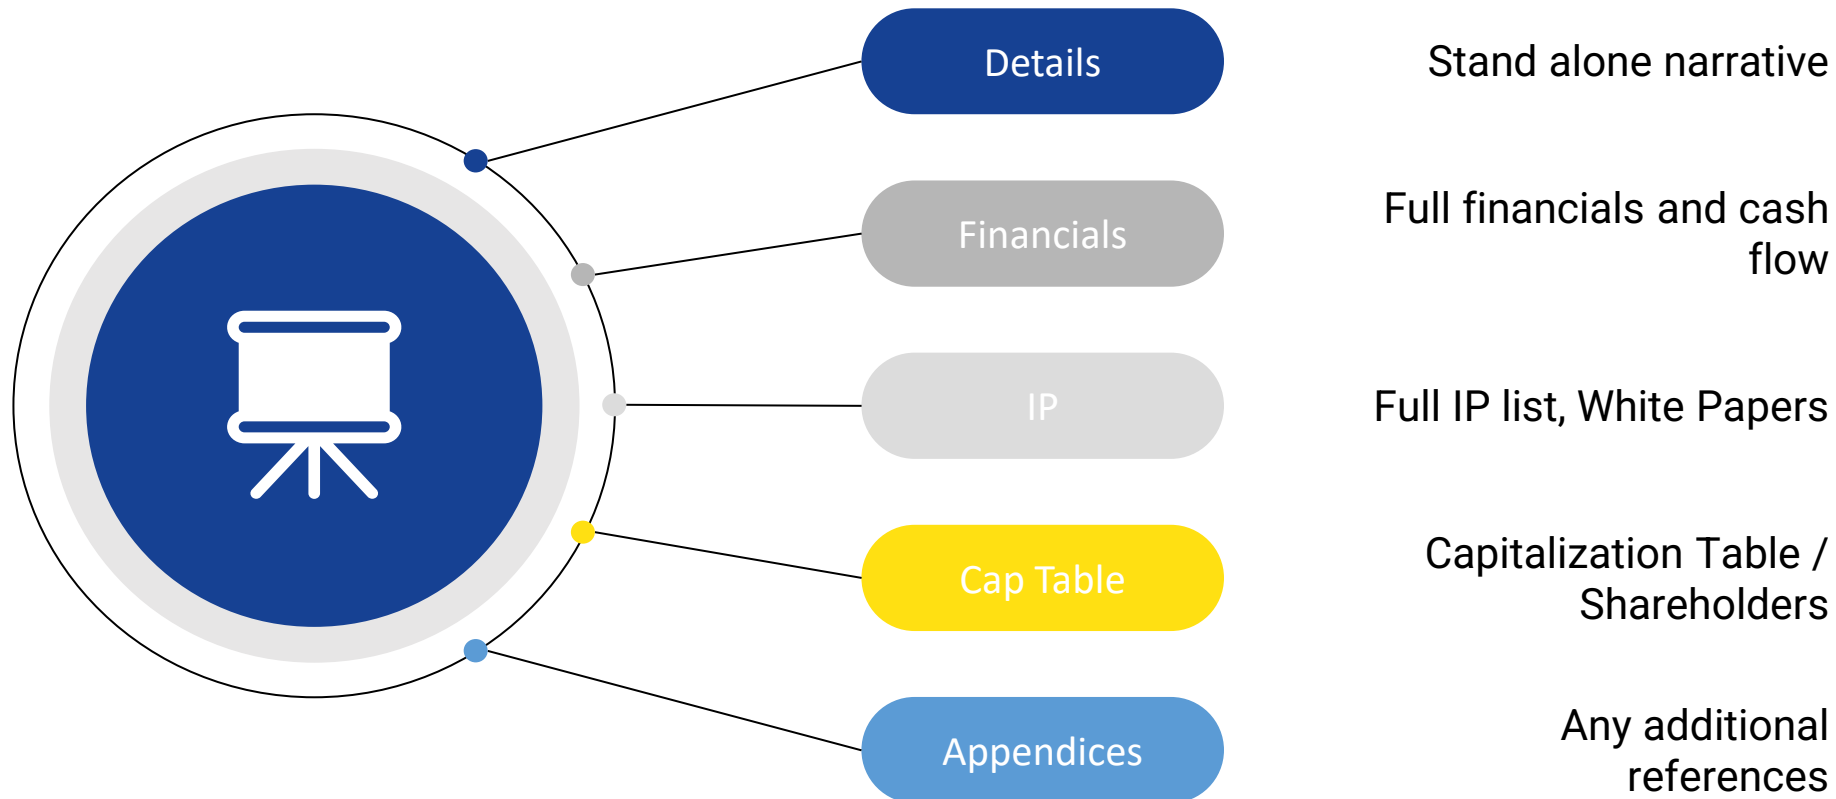 Details
Stand alone narrative
Financials
Full financials and cash
flow
IP
Full IP list, White Papers
Cap Table
Capitalization Table /
Shareholders
Appendices
Any additional
references